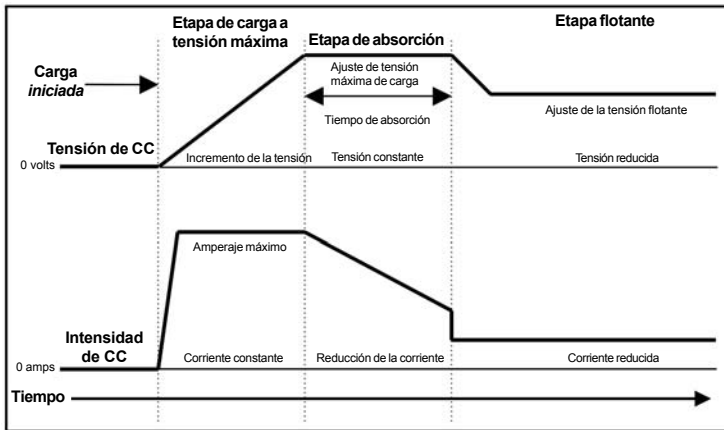 Etapa de carga a
tensión máxima
Etapa de absorción
Etapa flotante
Carga
iniciada
Ajuste de tensión
máxima de carga
Tiempo de absorción
Ajuste de la tensión flotante
Tensión de CC
0 volts
Incremento de la tensión
Tensión constante
Tensión reducida
Amperaje máximo
Intensidad
de CC
0 amps
Corriente constante
Reducción de la corriente
Corriente reducida
Tiempo